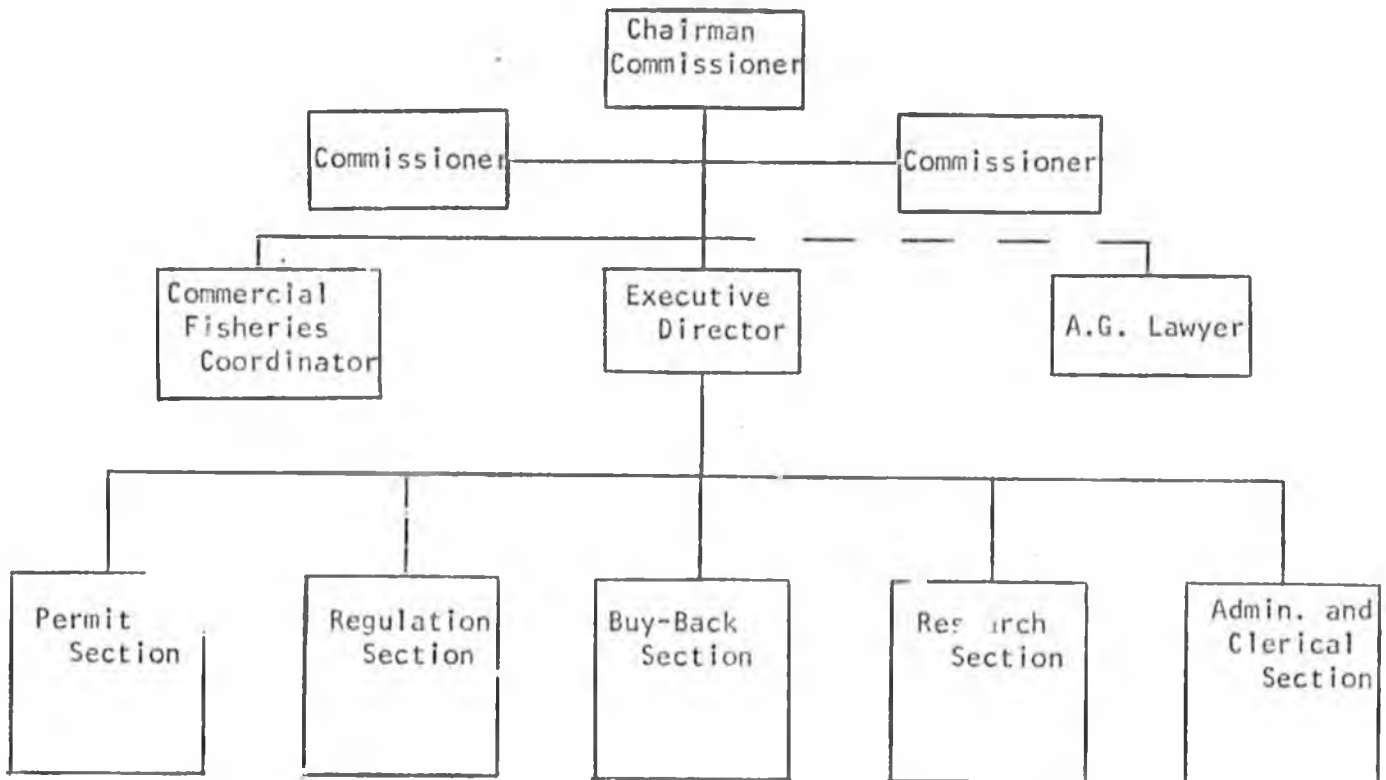 Chairman
Commissioner
Commissioner
Commissioner
Commercial
Fisheries
Coordinator
Executive
Director
A.G. Lawyer
Permit
Section
Regulation
Section
Buy-Back
Section
Section
Admin. and
Clerical
Section